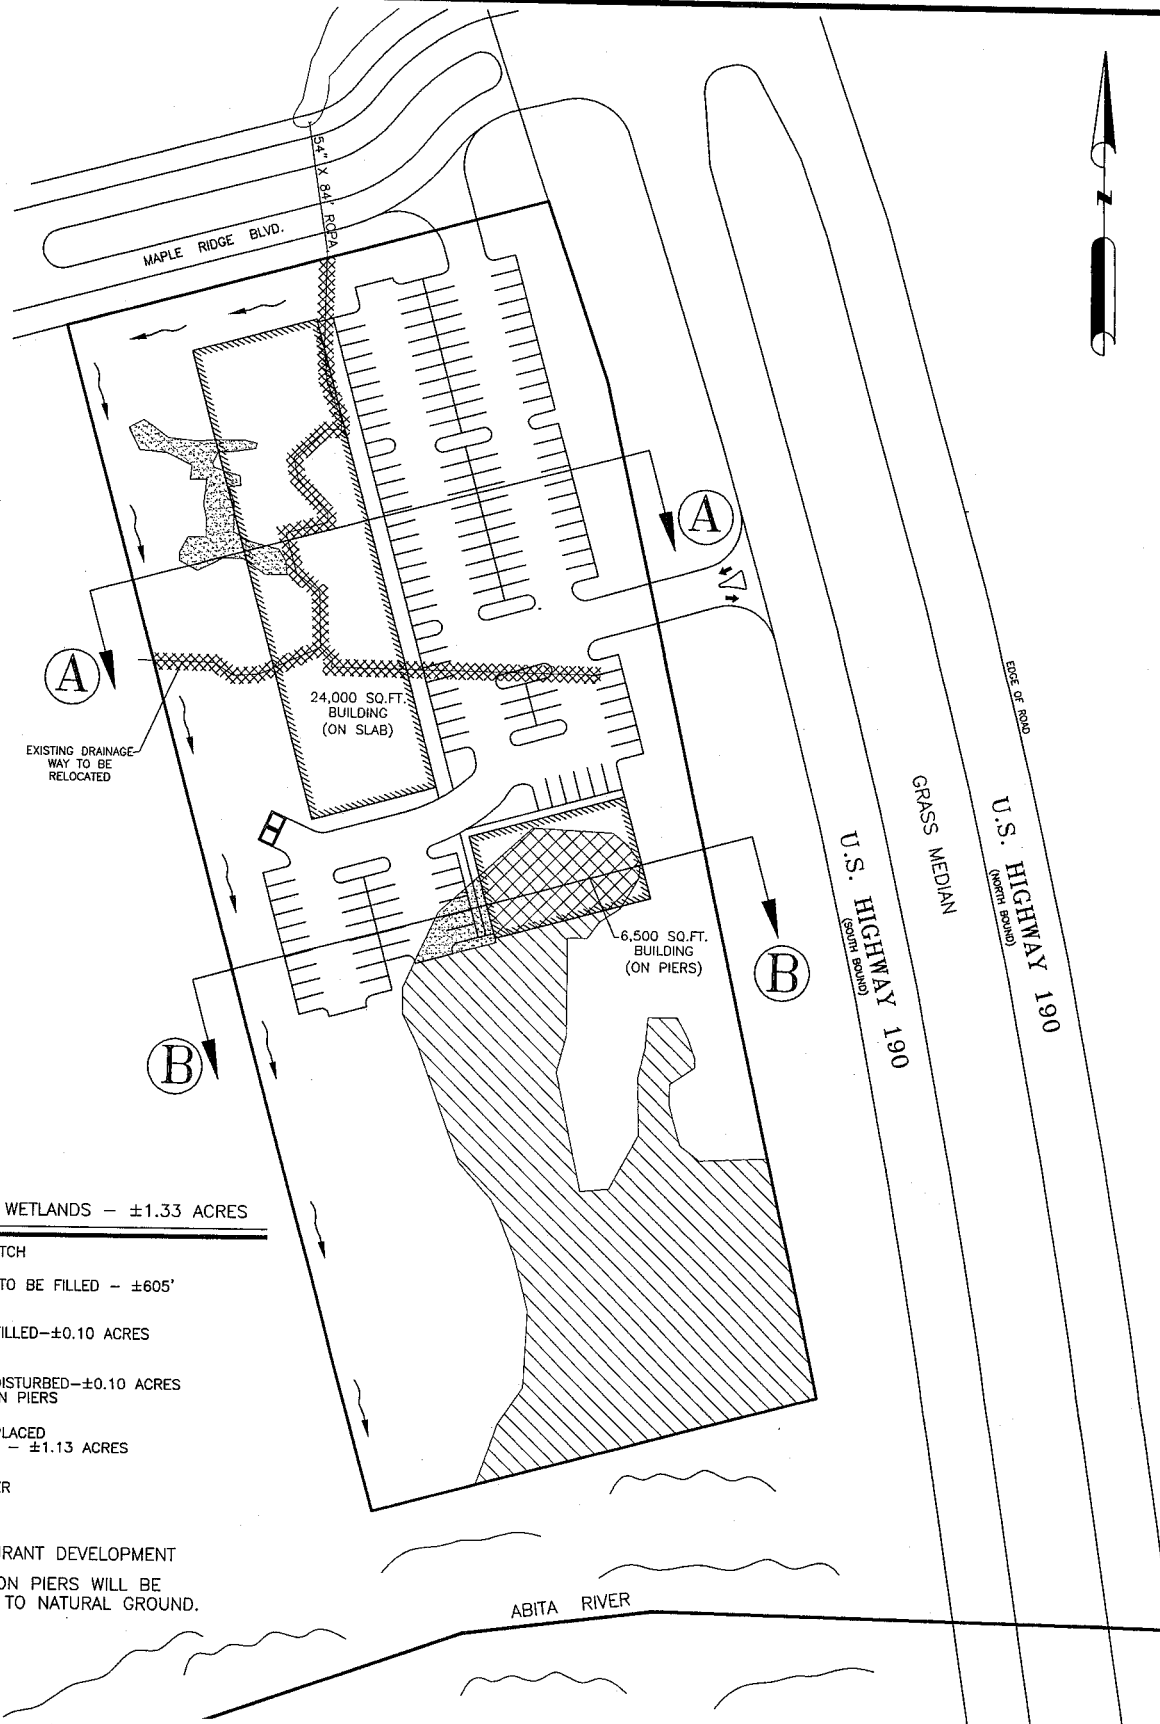 54" X 84" RCPA
MAPLE RIDGE BLVD.
N
A
A
EXISTING DRAINAGE
WAY TO BE
RELOCATED
24,000 SQ.FT.
BUILDING
(ON SLAB)
EDGE OF ROAD
GRASS MEDIAN
U.S. HIGHWAY 190
(NORTH BOUND)
U.S. HIGHWAY 190
(SOUTH BOUND)
6,500 SQ.FT.
BUILDING
(ON PIERS)
B
B
WETLANDS - ±1.33 ACRES
TCH
TO BE FILLED - ±605'
ILLED-±0.10 ACRES
DISTURBED-±0.10 ACRES
N PIERS
PLACED
- ±1.13 ACRES
ER
URANT DEVELOPMENT
ON PIERS WILL BE
TO NATURAL GROUND.
ABITA RIVER